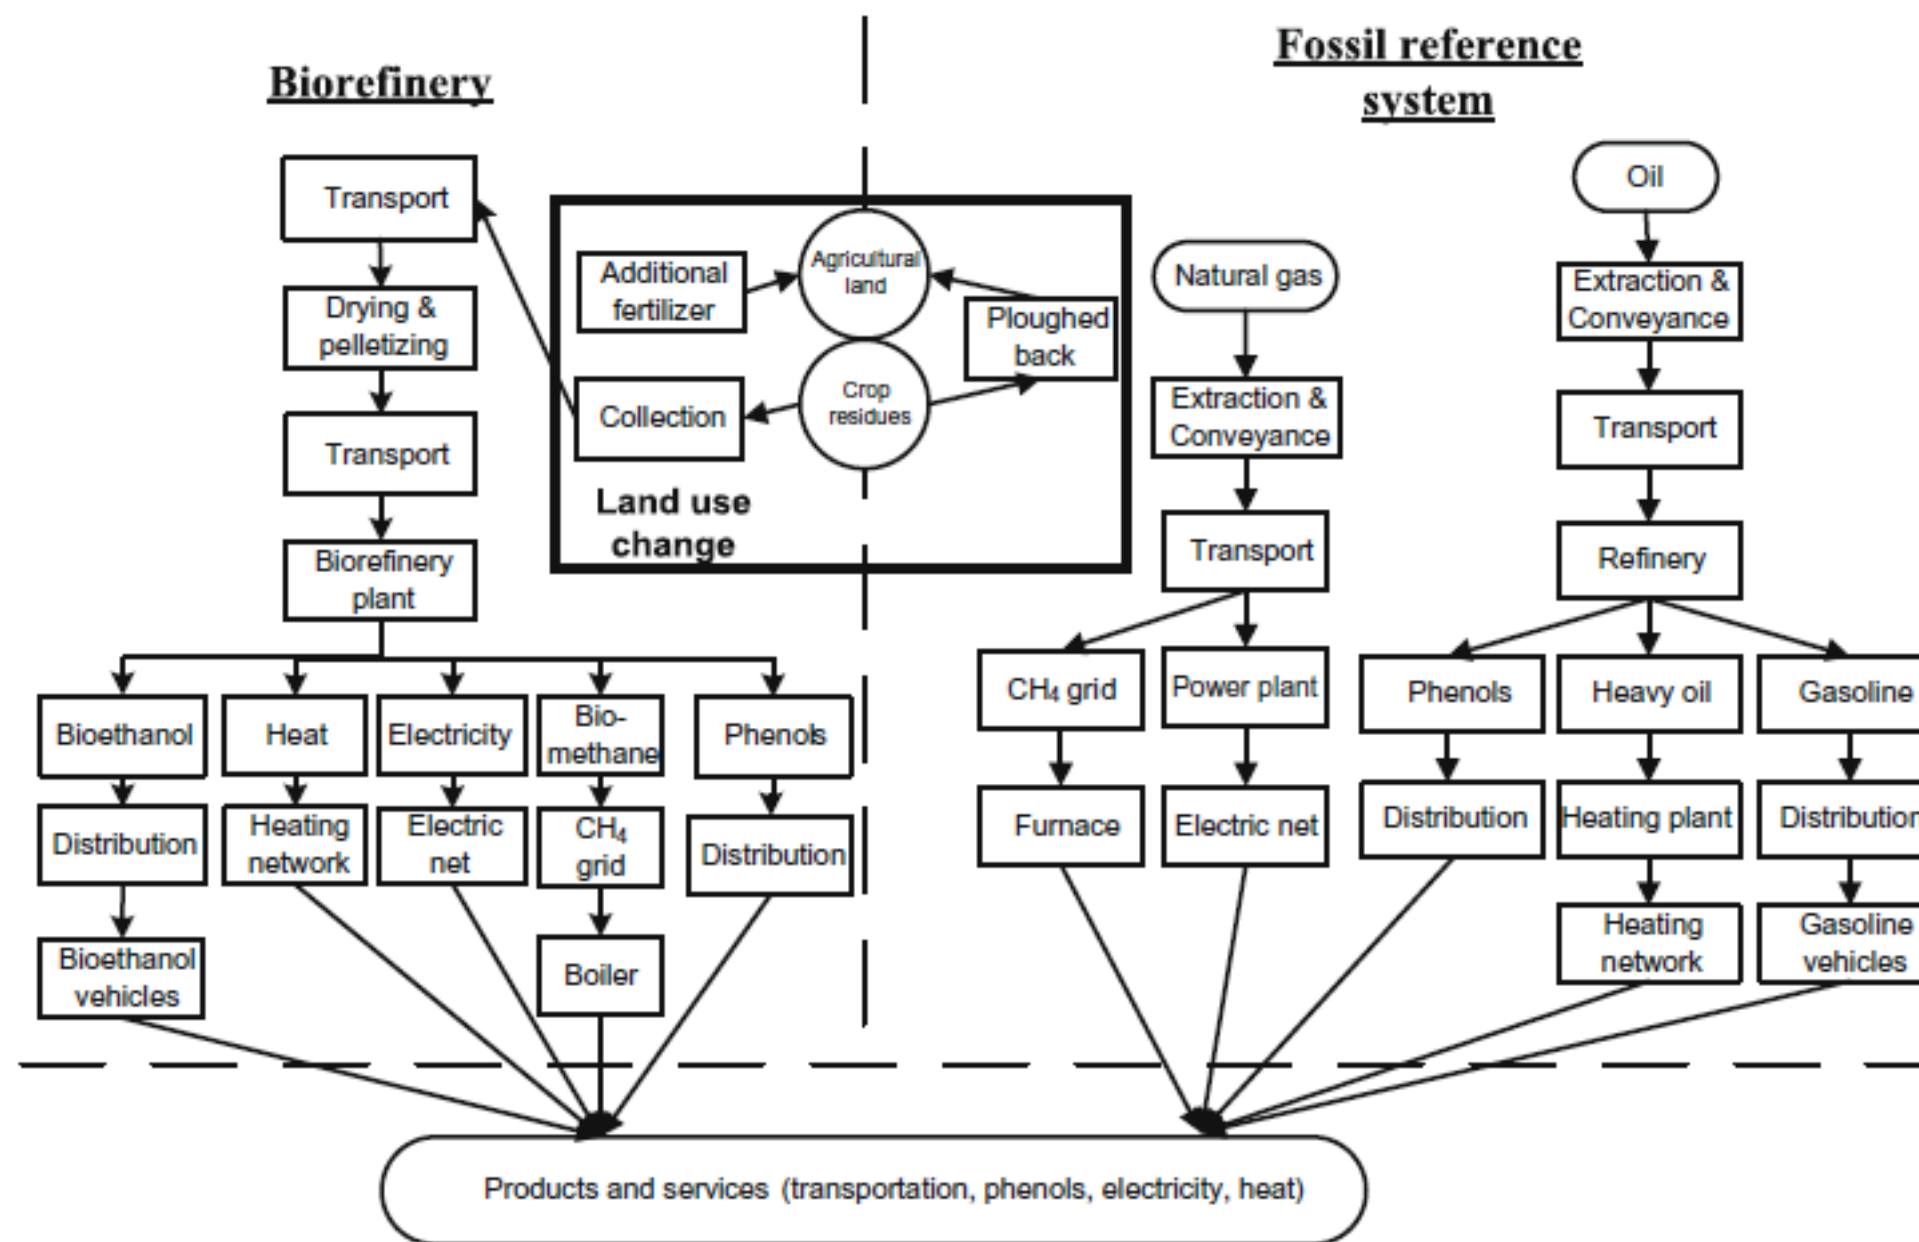 Biorefinery
Fossil reference
system
Transport
Drying &
pelletizing
Transport
Biorefinery
plant
Bioethanol
Distribution
Bioethanol
vehicles
Heat
Heating
network
Electricity
Electric
net
Bio-
methane
CH₄
grid
Boiler
Phenols
Distribution
Additional
fertilizer
Agricultural
land
Ploughed
back
Collection
Crop
residues
Land use
change
Natural gas
Extraction &
Conveyance
Transport
CH₄ grid
Furnace
Power plant
Electric net
Oil
Extraction &
Conveyance
Transport
Refinery
Phenols
Distribution
Heavy oil
Heating plant
Heating
network
Gasoline
Distribution
Gasoline
vehicles
Products and services (transportation, phenols, electricity, heat)